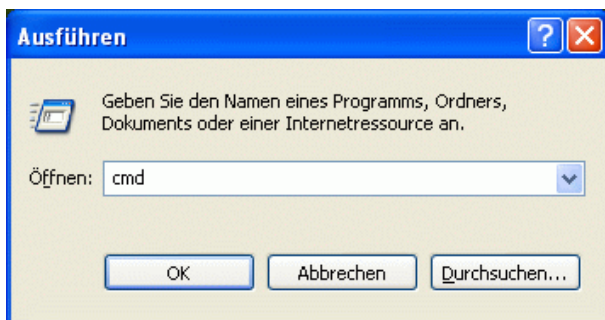 Ausführen
Geben Sie den Namen eines Programms, Ordners,
Dokuments oder einer Internetressource an.
Öffnen: cmd
OK Abbrechen Durchsuchen...